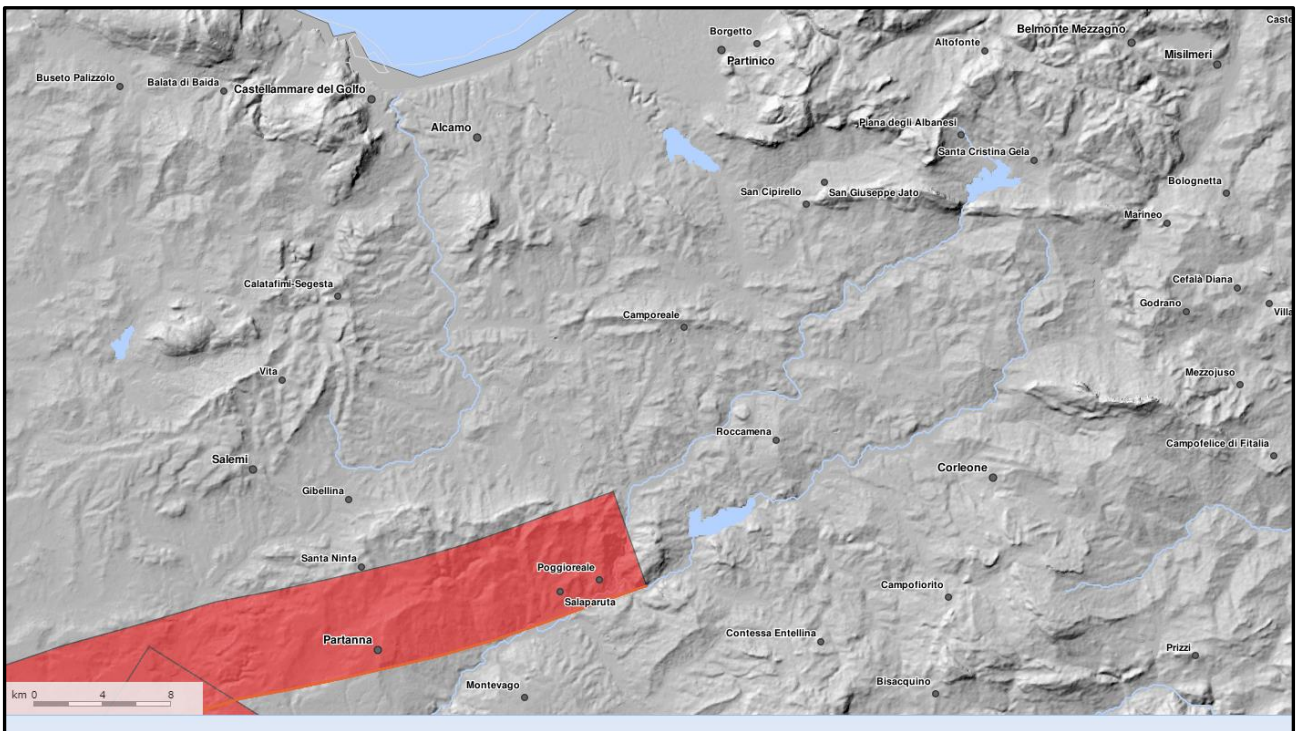 Caste
Borgetto
Belmonte Mezzagno
Altofonte
Partinico
Misilmeri
Buseto Palizzolo
Balata di Baida
Castellammare del Golfo
Alcamo
Piana degli Albanesi
Santa Cristina Gela
San Cipirello
San Giuseppe Jato
Bolognetta
Marineo
Calatafimi-Segesta
Cefalà Diana
Godrano
Villa
Camporeale
Vita
Mezzojuso
Roccamena
Campofelice di Fitalia
Salemi
Corleone
Gibellina
Santa Ninfa
Poggioreale
Salaparuta
Campofiorito
Partanna
Contessa Entellina
Prizzi
Montevago
Bisacquino
km 0 4 8